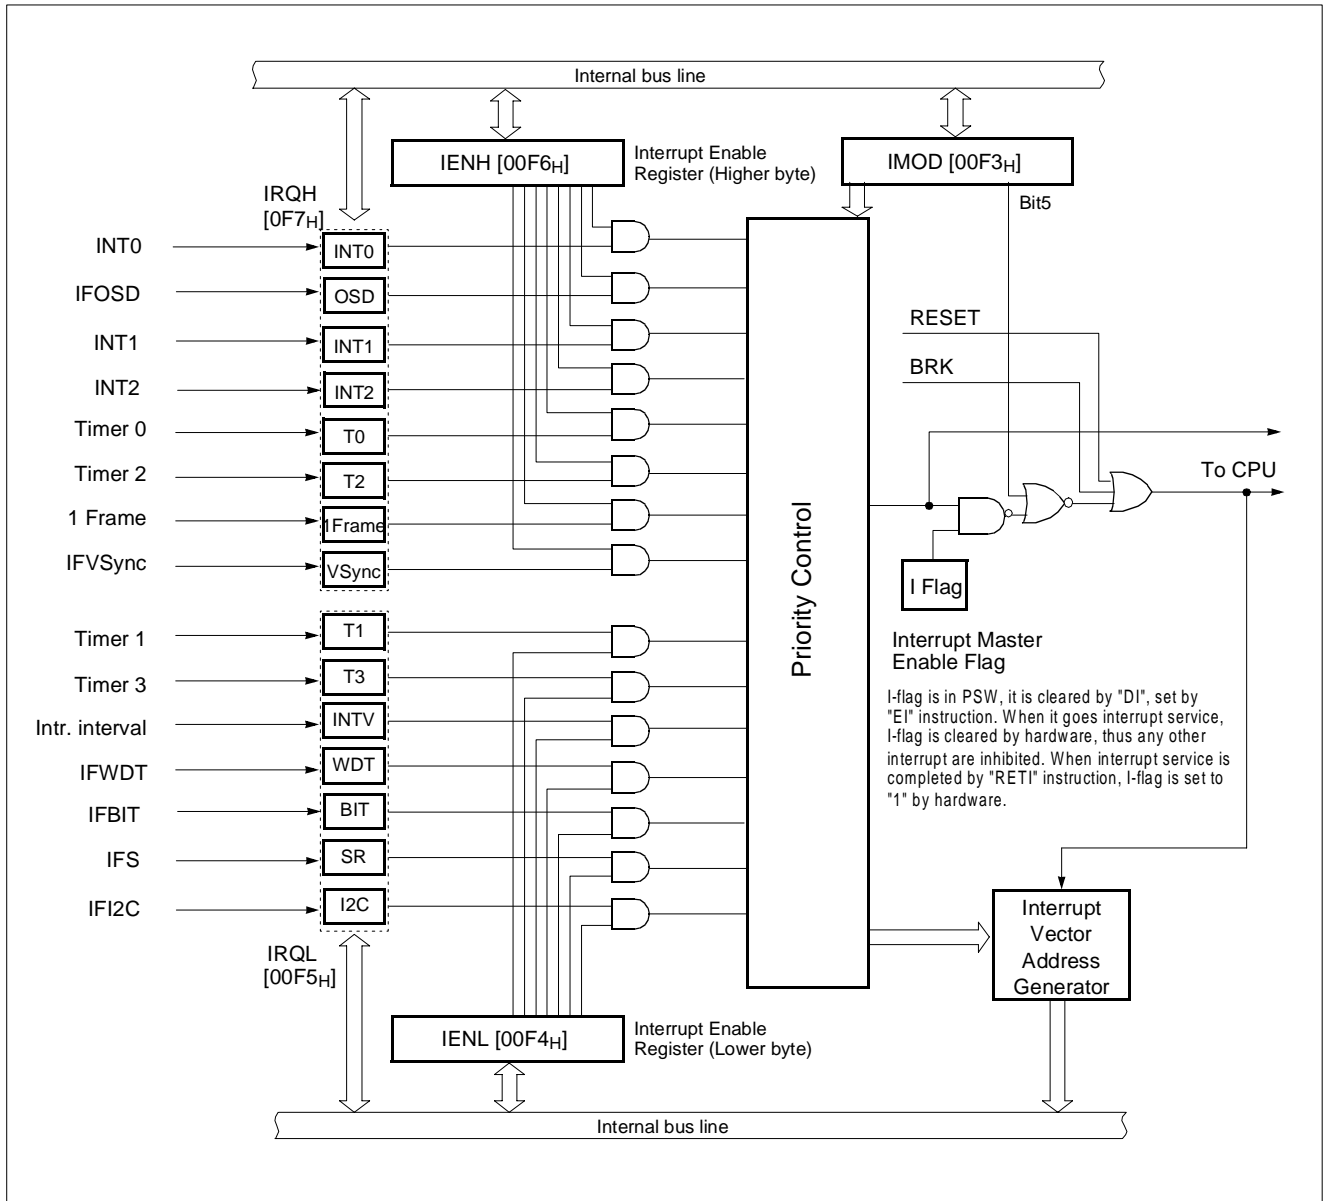 Internal bus line
IENH [00F6H]
Interrupt Enable
Register (Higher byte)
IMOD [00F3H]
Bit5
IRQH
[0F7H]
INT0
INT0
IFOSD
OSD
INT1
INT1
INT2
INT2
Timer 0
T0
Timer 2
T2
1 Frame
1Frame
IFVSync
VSync
Timer 1
T1
Timer 3
T3
Intr. interval
INTV
IFWDT
WDT
IFBIT
BIT
IFS
SR
IFI2C
I2C
IRQL
[00F5H]
Priority Control
RESET
BRK
To CPU
I Flag
Interrupt Master
Enable Flag
I-flag is in PSW, it is cleared by "DI", set by
"EI" instruction. When it goes interrupt service,
I-flag is cleared by hardware, thus any other
interrupt are inhibited. When interrupt service is
completed by "RETI" instruction, I-flag is set to
"1" by hardware.
Interrupt
Vector
Address
Generator
IENL [00F4H]
Interrupt Enable
Register (Lower byte)
Internal bus line